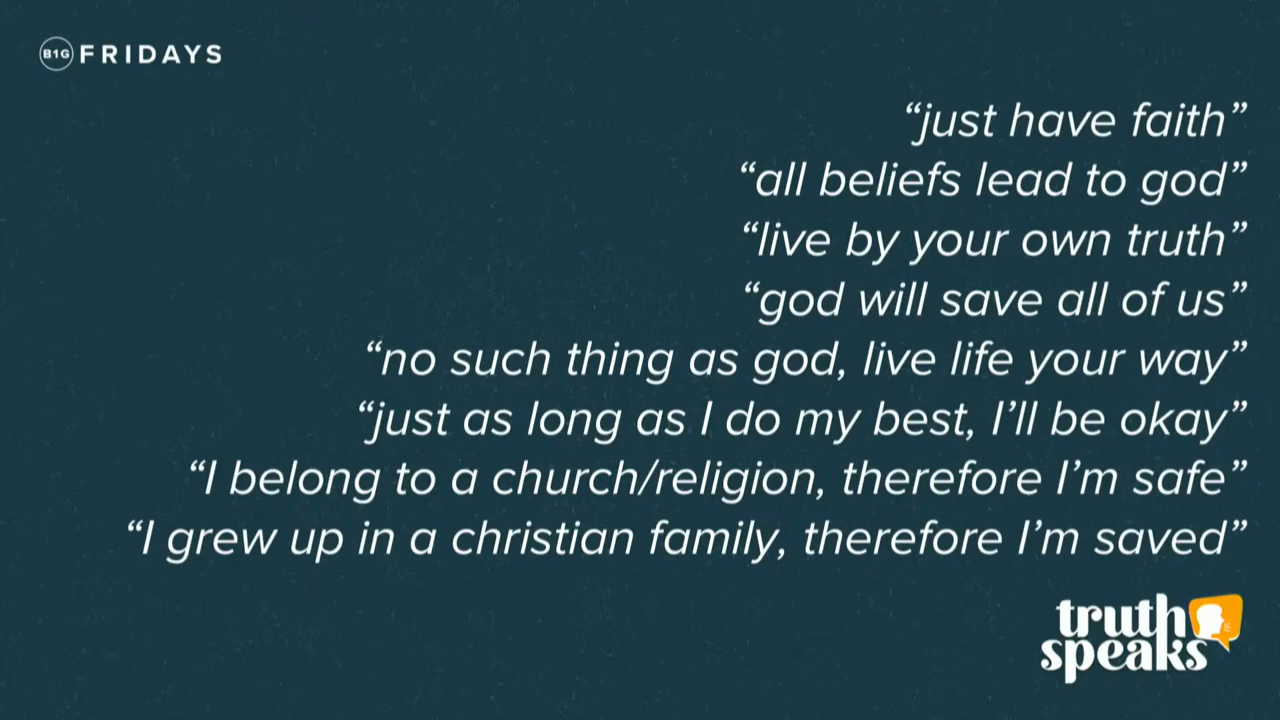 B1G FRIDAYS
“just have faith”
“all beliefs lead to god”
“live by your own truth”
“god will save all of us”
“no such thing as god, live life your way”
“just as long as I do my best, I’ll be okay”
“I belong to a church/religion, therefore I’m safe”
“I grew up in a christian family, therefore I’m saved”
truth
speaks